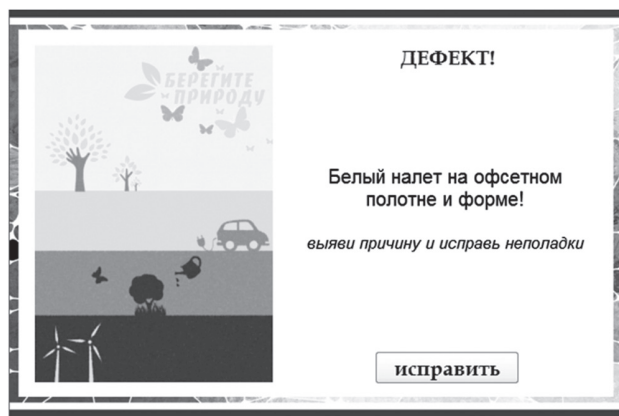 БЕРЕГИТЕ
ПРИРОДУ
ДЕФЕКТ!
Белый налет на офсетном
полотне и форме!
выяви причину и исправь неполадки
исправить